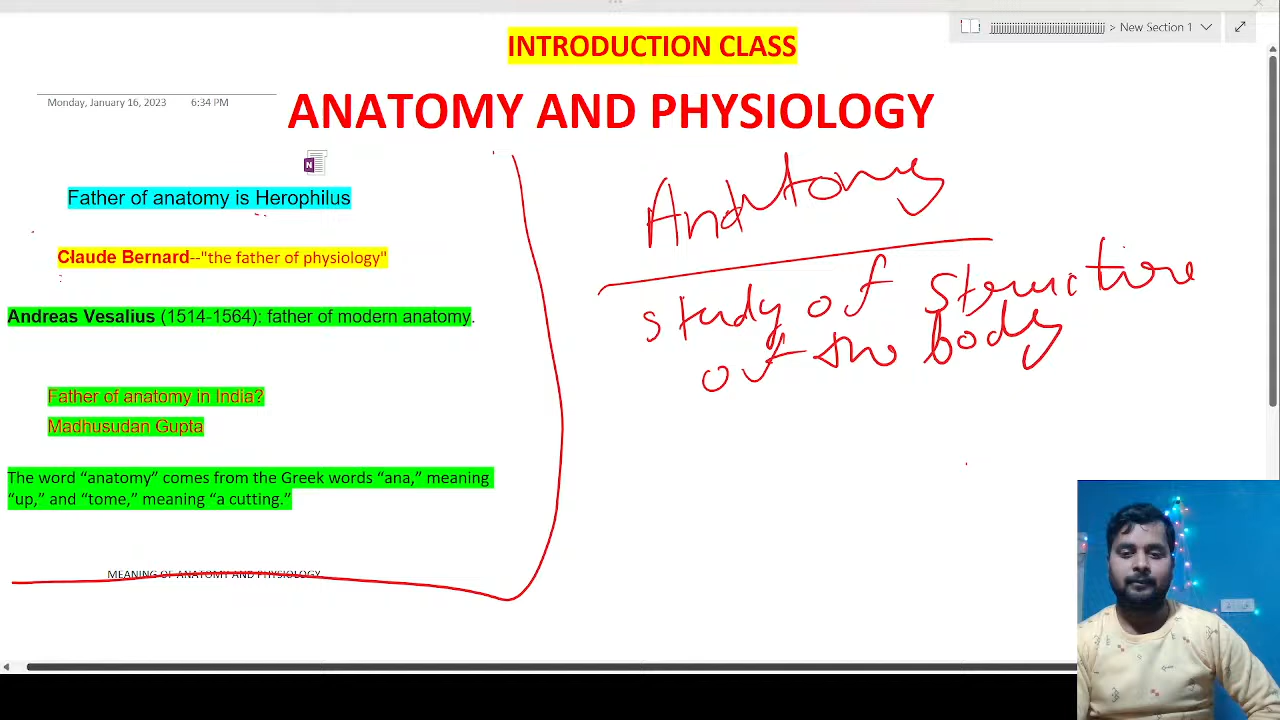 INTRODUCTION CLASS
> New Section 1
Monday, January 16, 2023 6:34 PM
ANATOMY AND PHYSIOLOGY
Father of anatomy is Herophilus
Claude Bernard--"the father of physiology"
Andreas Vesalius (1514-1564): father of modern anatomy.
Father of anatomy in India?
Madhusudan Gupta
The word “anatomy” comes from the Greek words “ana,” meaning
“up,” and “tome,” meaning “a cutting.”
MEANING OF ANATOMY AND PHYSIOLOGY
Anatomy
study of structure
of the body